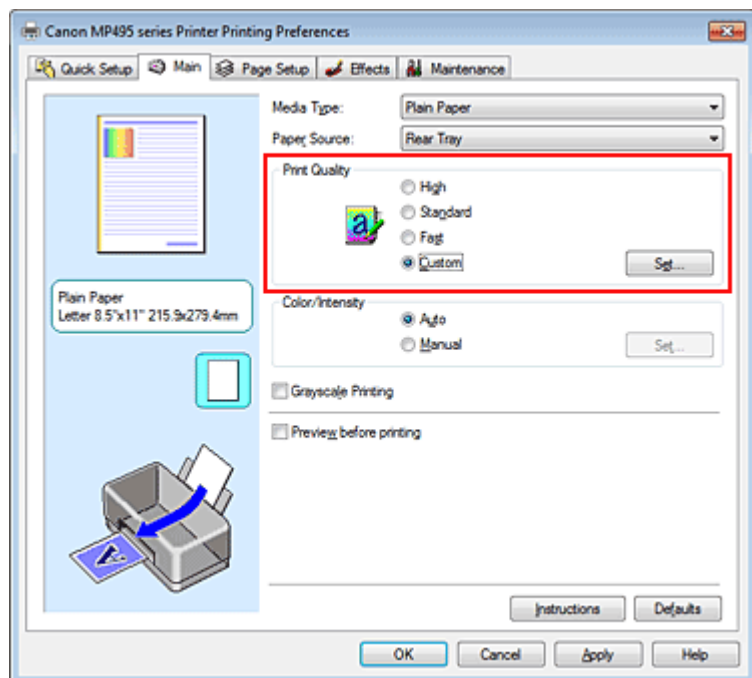 Canon MP495 series Printer Printing Preferences
Quick Setup Main Page Setup Effects Maintenance
Media Type: Plain Paper
Paper Source: Rear Tray
Print Quality
High
a Standard
Fast
Custom Set...
Plain Paper
Letter 8.5"x11" 215.9x279.4mm
Color/Intensity
Auto
Manual Set...
Grayscale Printing
Preview before printing
A
Instructions Defaults
OK Cancel Apply Help